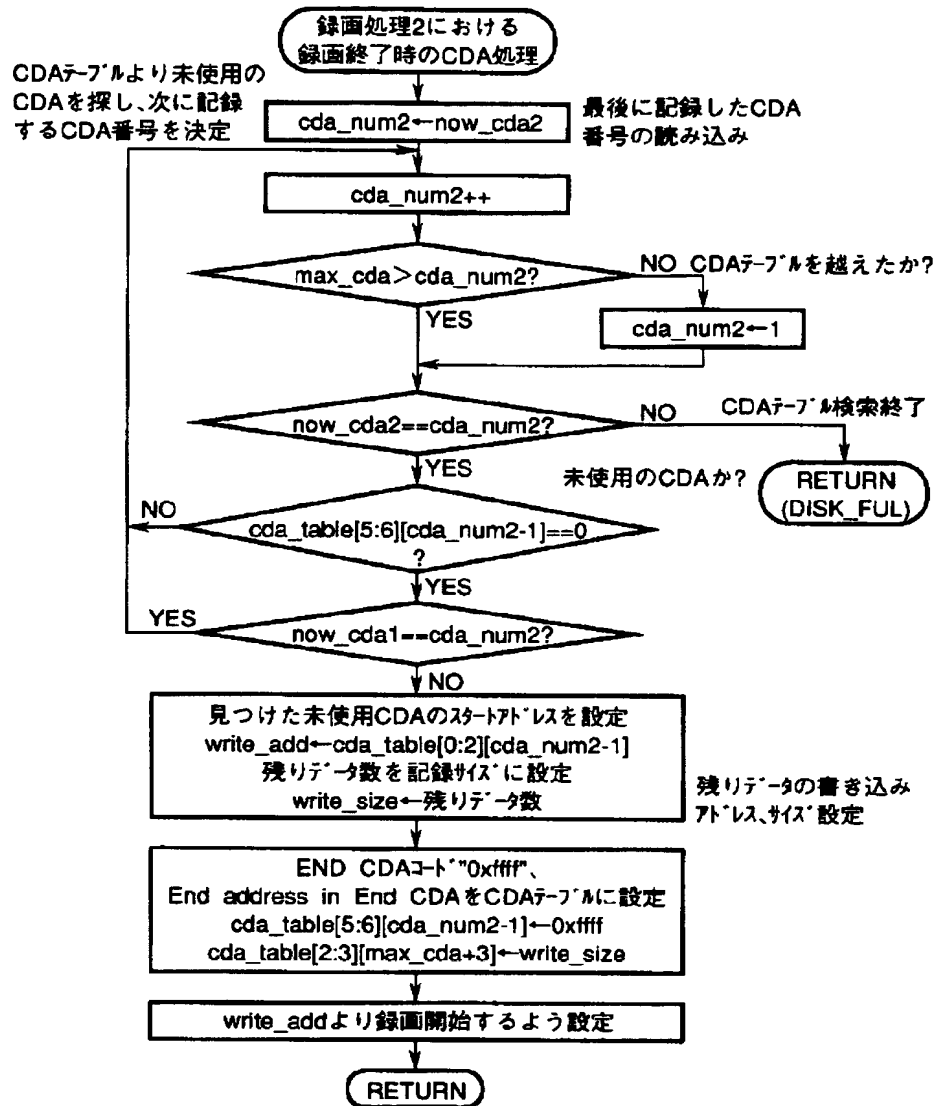 録画処理2における
録画終了時のCDA処理
CDAテーブルより未使用の
CDAを探し、次に記録
するCDA番号を決定
cda_num2←now_cda2
最後に記録したCDA
番号の読み込み
cda_num2++
max_cda>cda_num2?
NO CDAテーブルを越えたか?
YES
cda_num2←1
now_cda2==cda_num2?
NO
CDAテーブル検索終了
YES
未使用のCDAか?
RETURN
(DISK_FUL)
NO
cda_table[5:6][cda_num2-1]==0
?
YES
YES
now_cda1==cda_num2?
NO
見つけた未使用CDAのスタートアドレスを設定
write_add←cda_table[0:2][cda_num2-1]
残りデータ数を記録サイズに設定
write_size←残りデータ数
残りデータの書き込み
アドレス、サイズ設定
END CDAコード"0xffff"、
End address in End CDAをCDAテーブルに設定
cda_table[5:6][cda_num2-1]←0xffff
cda_table[2:3][max_cda+3]←write_size
write_addより録画開始するよう設定
RETURN